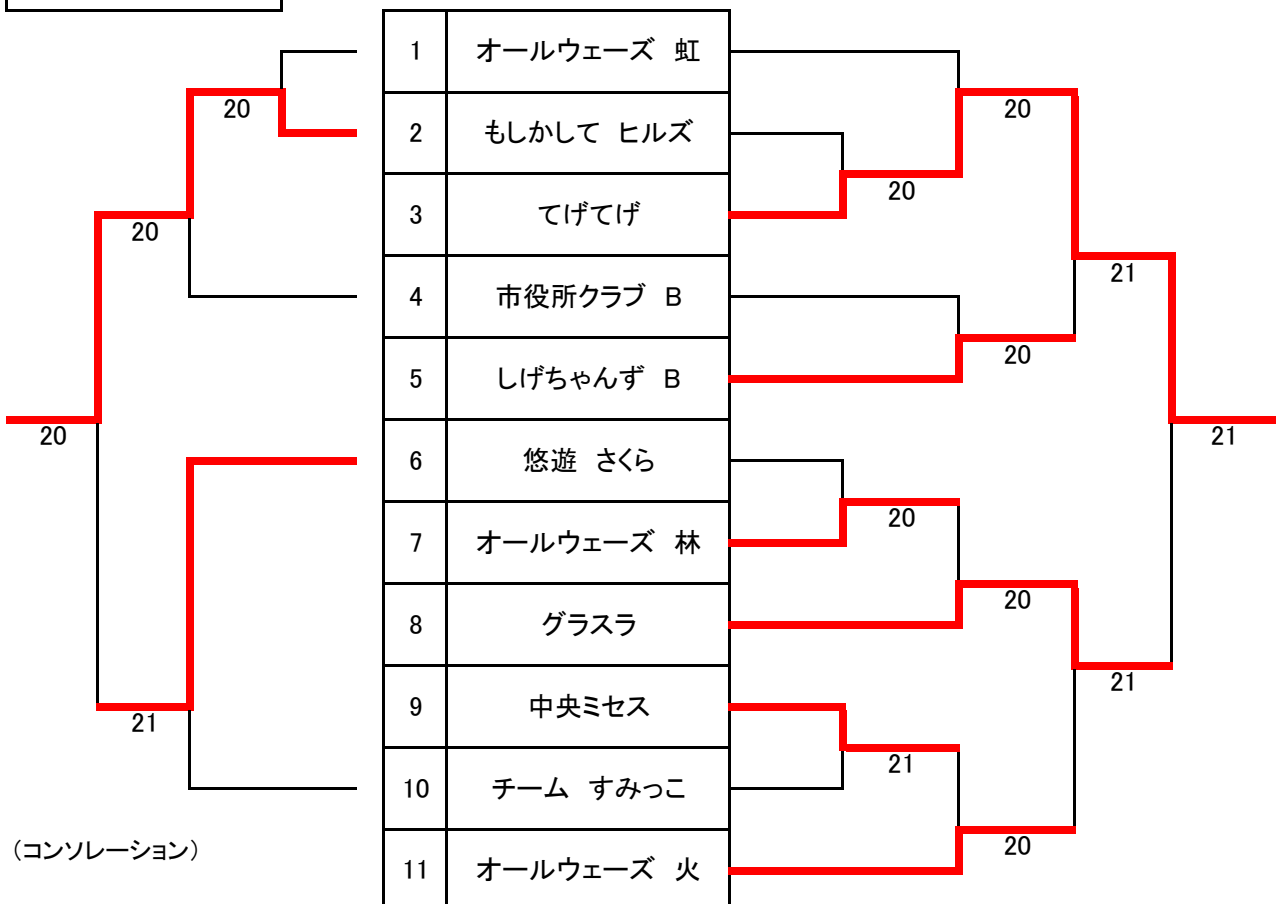 1 オールウェーズ 虹
20 20
2 もしかして ヒルズ
20
3 てげてげ
20
21
4 市役所クラブ B
20
5 しげちゃんず B
20 21
6 悠遊 さくら
20
7 オールウェーズ 林
20
8 グラスラ
21
9 中央ミセス
21
21
10 チーム すみっこ
(コンソレーション)
20
11 オールウェーズ 火